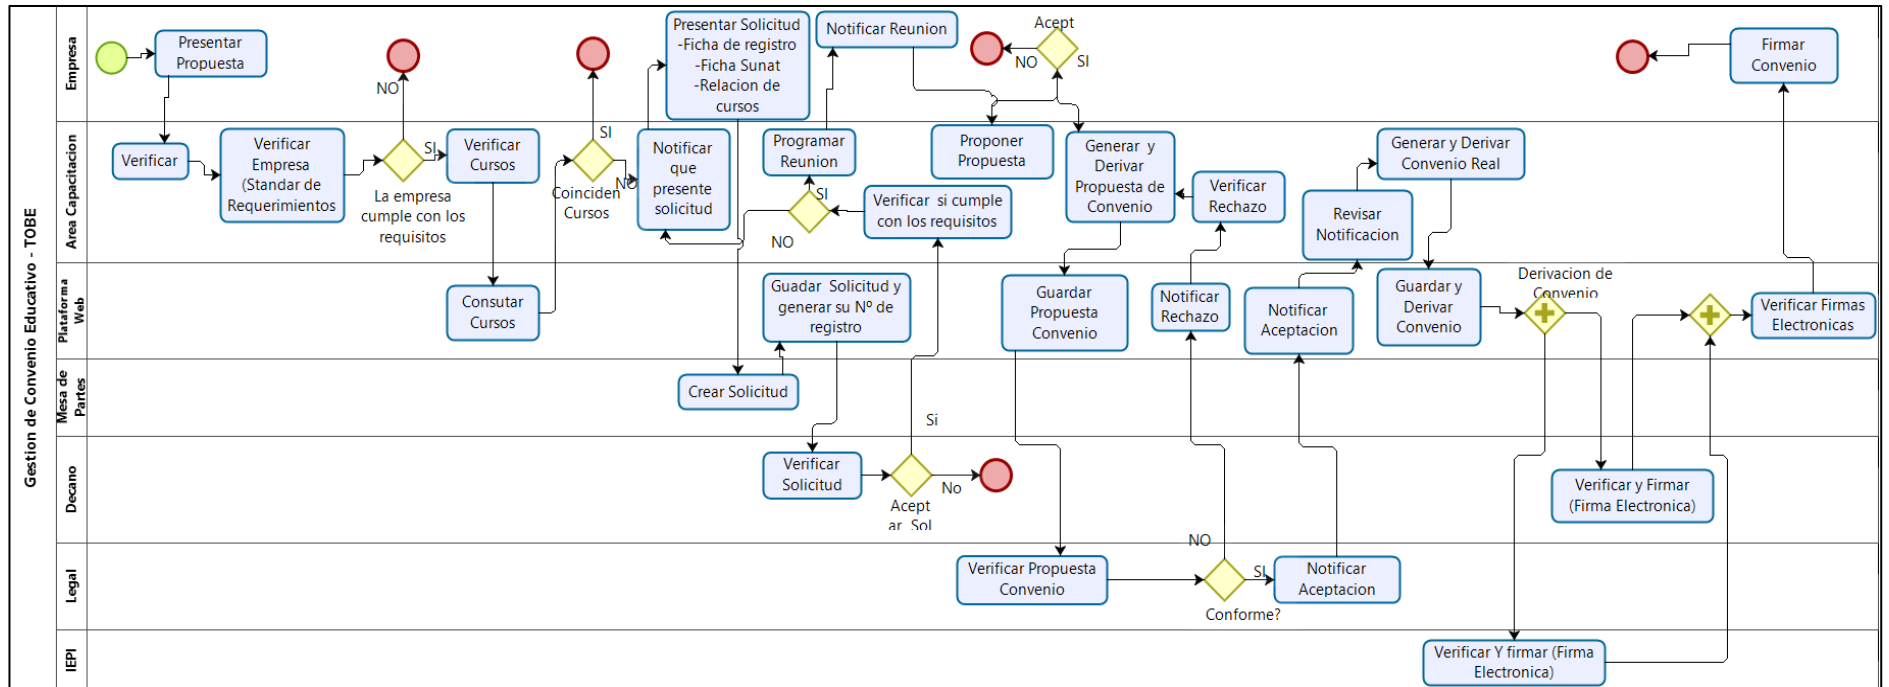 Gestion de Convenio Educativo - TOBE
Empresa
Presentar
Propuesta
NO
Presentar Solicitud
-Ficha de registro
-Ficha Sunat
-Relacion de
cursos
Notificar Reunion
Acept
NO
SI
Firmar
Convenio
Area Capacitacion
Verificar
Verificar
Empresa
(Standar de
Requerimientos
SI
La empresa
cumple con los
requisitos
Verificar
Cursos
SI
NO
Coinciden
Cursos
Notificar
que
presente
solicitud
Programar
Reunion
SI
NO
Verificar si cumple
con los requisitos
Proponer
Propuesta
Generar y
Derivar
Propuesta de
Convenio
Verificar
Rechazo
Revisar
Notificacion
Generar y Derivar
Convenio Real
Plataforma
Web
Consutar
Cursos
Guadar Solicitud y
generar su Nº de
registro
Guardar
Propuesta
Convenio
Notificar
Rechazo
Notificar
Aceptacion
Guardar y
Derivar
Convenio
Derivacion de
Convenio
Verificar Firmas
Electronicas
Mesa de
Partes
Crear Solicitud
Si
Decano
Verificar
Solicitud
No
Acept
ar Sol
Verificar y Firmar
(Firma Electronica)
Legal
Verificar Propuesta
Convenio
NO
SI
Conforme?
Notificar
Aceptacion
IEPI
Verificar Y firmar (Firma
Electronica)